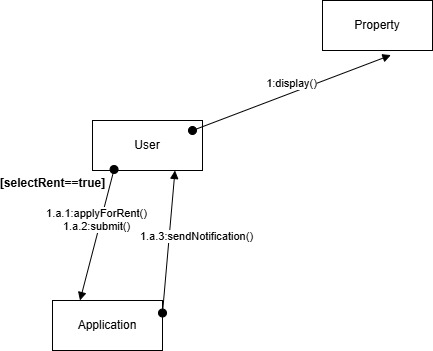 Property
1:display()
User
[selectRent==true]
1.a.1:applyForRent()
1.a.2:submit()
1.a.3:sendNotification()
Application